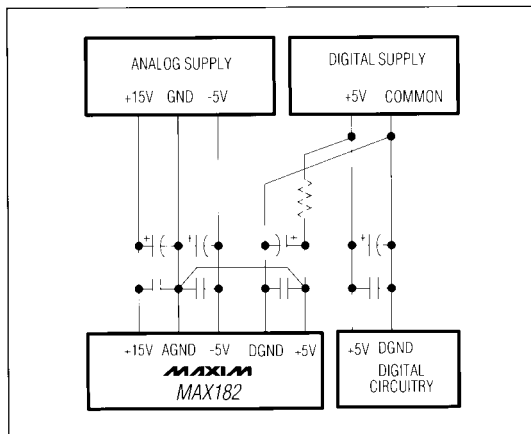 ANALOG SUPPLY
+15V GND -5V
DIGITAL SUPPLY
+5V COMMON
+
+
+
+
+15V AGND -5V DGND +5V
MAXIM
MAX182
+5V DGND
DIGITAL
CIRCUITRY